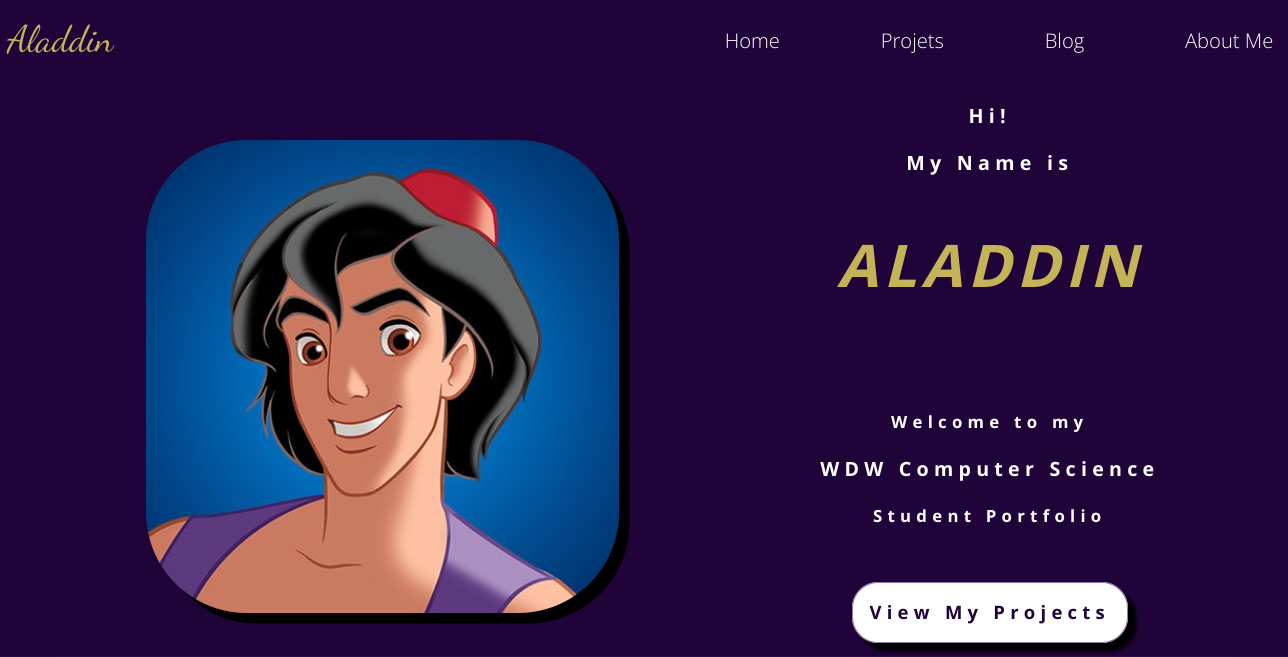 Aladdin
Home Projets Blog About Me
Hi!
My Name is
ALADDIN
Welcome to my
WDW Computer Science
Student Portfolio
View My Projects